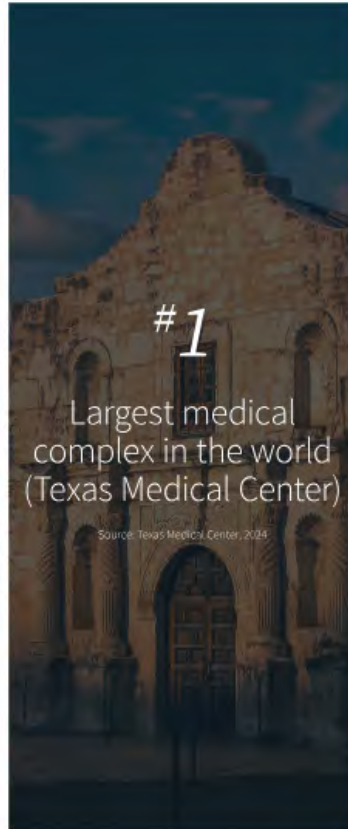 #1
Largest medical
complex in the world
(Texas Medical Center)
Source: Texas Medical Center, 2024